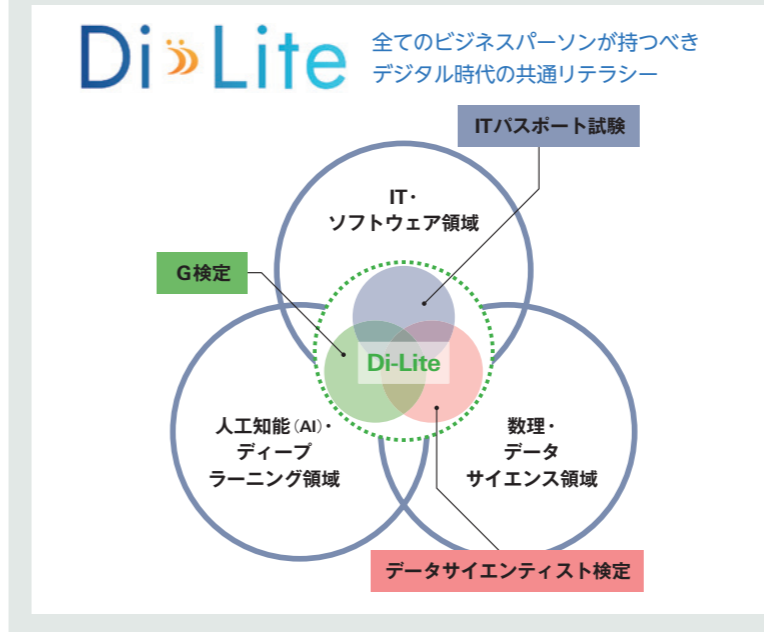 Di Lite
全てのビジネスパーソンが持つべき
デジタル時代の共通リテラシー
ITパスポート試験
IT・
ソフトウェア領域
G検定
Di-Lite
人工知能(AI)・
ディープ
ラーニング領域
数理・
データ
サイエンス領域
データサイエンティスト検定